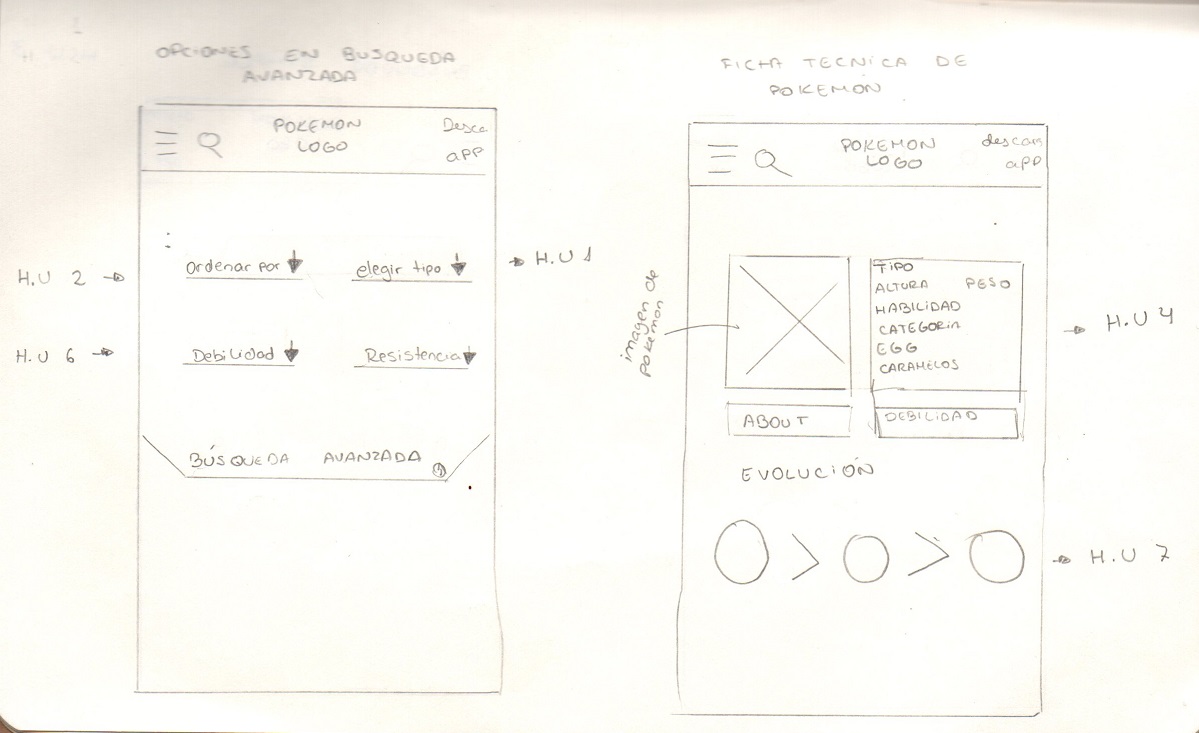 OPCIONES EN BUSQUEDA
AVANZADA
POKEMON
LOGO
Desca
APP
H.U 2
Ordenar por
elegir tipo
H.U 1
H.U 6
Debilidad
Resistencia
BÚSQUEDA AVANZADA
FICHA TECNICA DE
POKEMON
POKEMON
LOGO
descar
app
imagen de
Pokemon
TIPO
ALTURA PESO
HABILIDAD
CATEGORIA
EGG
CARAMELOS
H.U 4
ABOUT
DEBILIDAD
EVOLUCIÓN
H.U 7